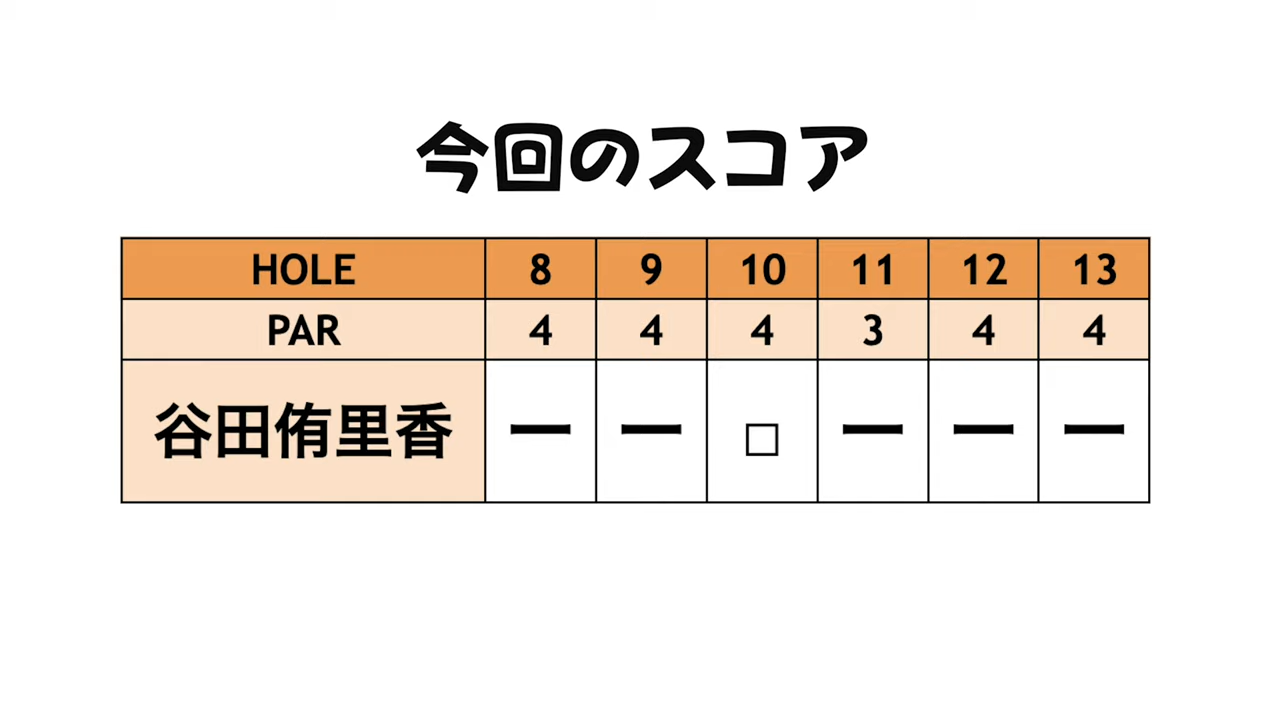 今回のスコア
HOLE 8 9 10 11 12 13
PAR 4 4 4 3 4 4
谷田侑里香 ー ー □ ー ー ー